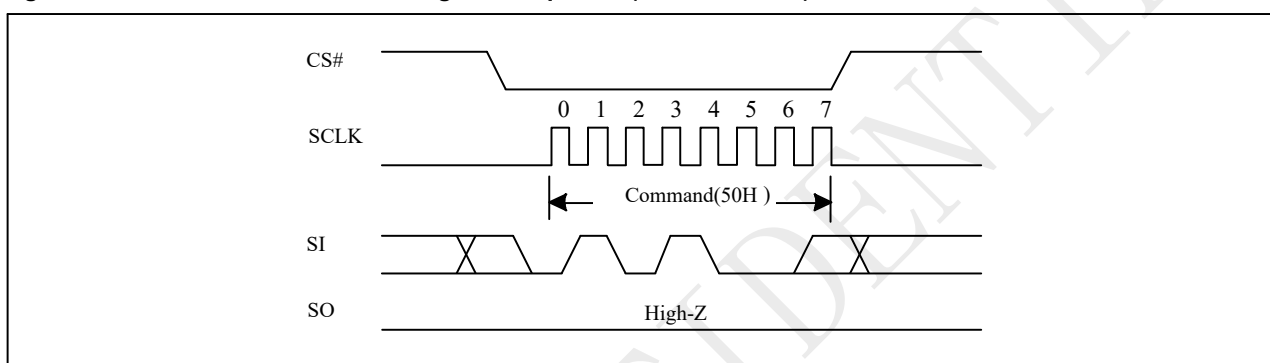 CS#
0 1 2 3 4 5 6 7
SCLK
Command(50H )
SI
SO
High-Z